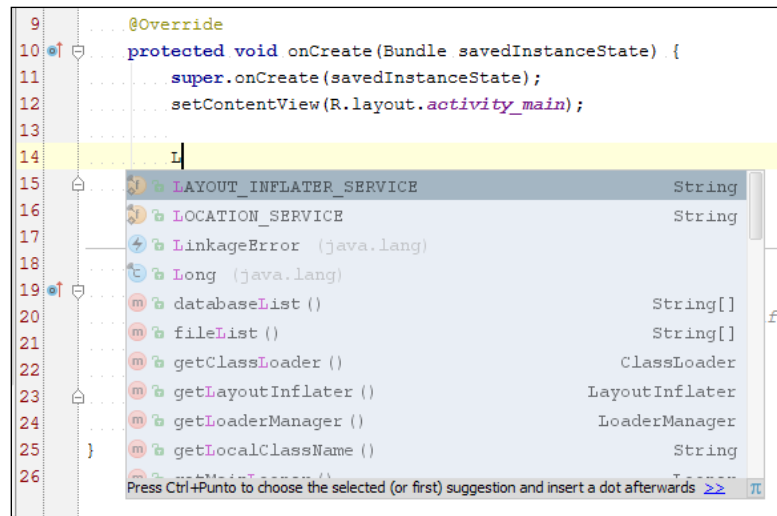 9 @Override
10 protected void onCreate(Bundle savedInstanceState) {
11 super.onCreate(savedInstanceState);
12 setContentView(R.layout.activity_main);
13
14 L
15 LAYOUT_INFLATER_SERVICE String
16 LOCATION_SERVICE String
17 LinkageError (java.lang)
18 Long (java.lang)
19 databaseList() String[]
20 fileList() String[] f
21 getClassLoader() ClassLoader
22 getLayoutInflater() LayoutInflater
23 getLoaderManager() LoaderManager
24
25 } getLocalClassName() String
26
Press Ctrl+Punto to choose the selected (or first) suggestion and insert a dot afterwards >> π